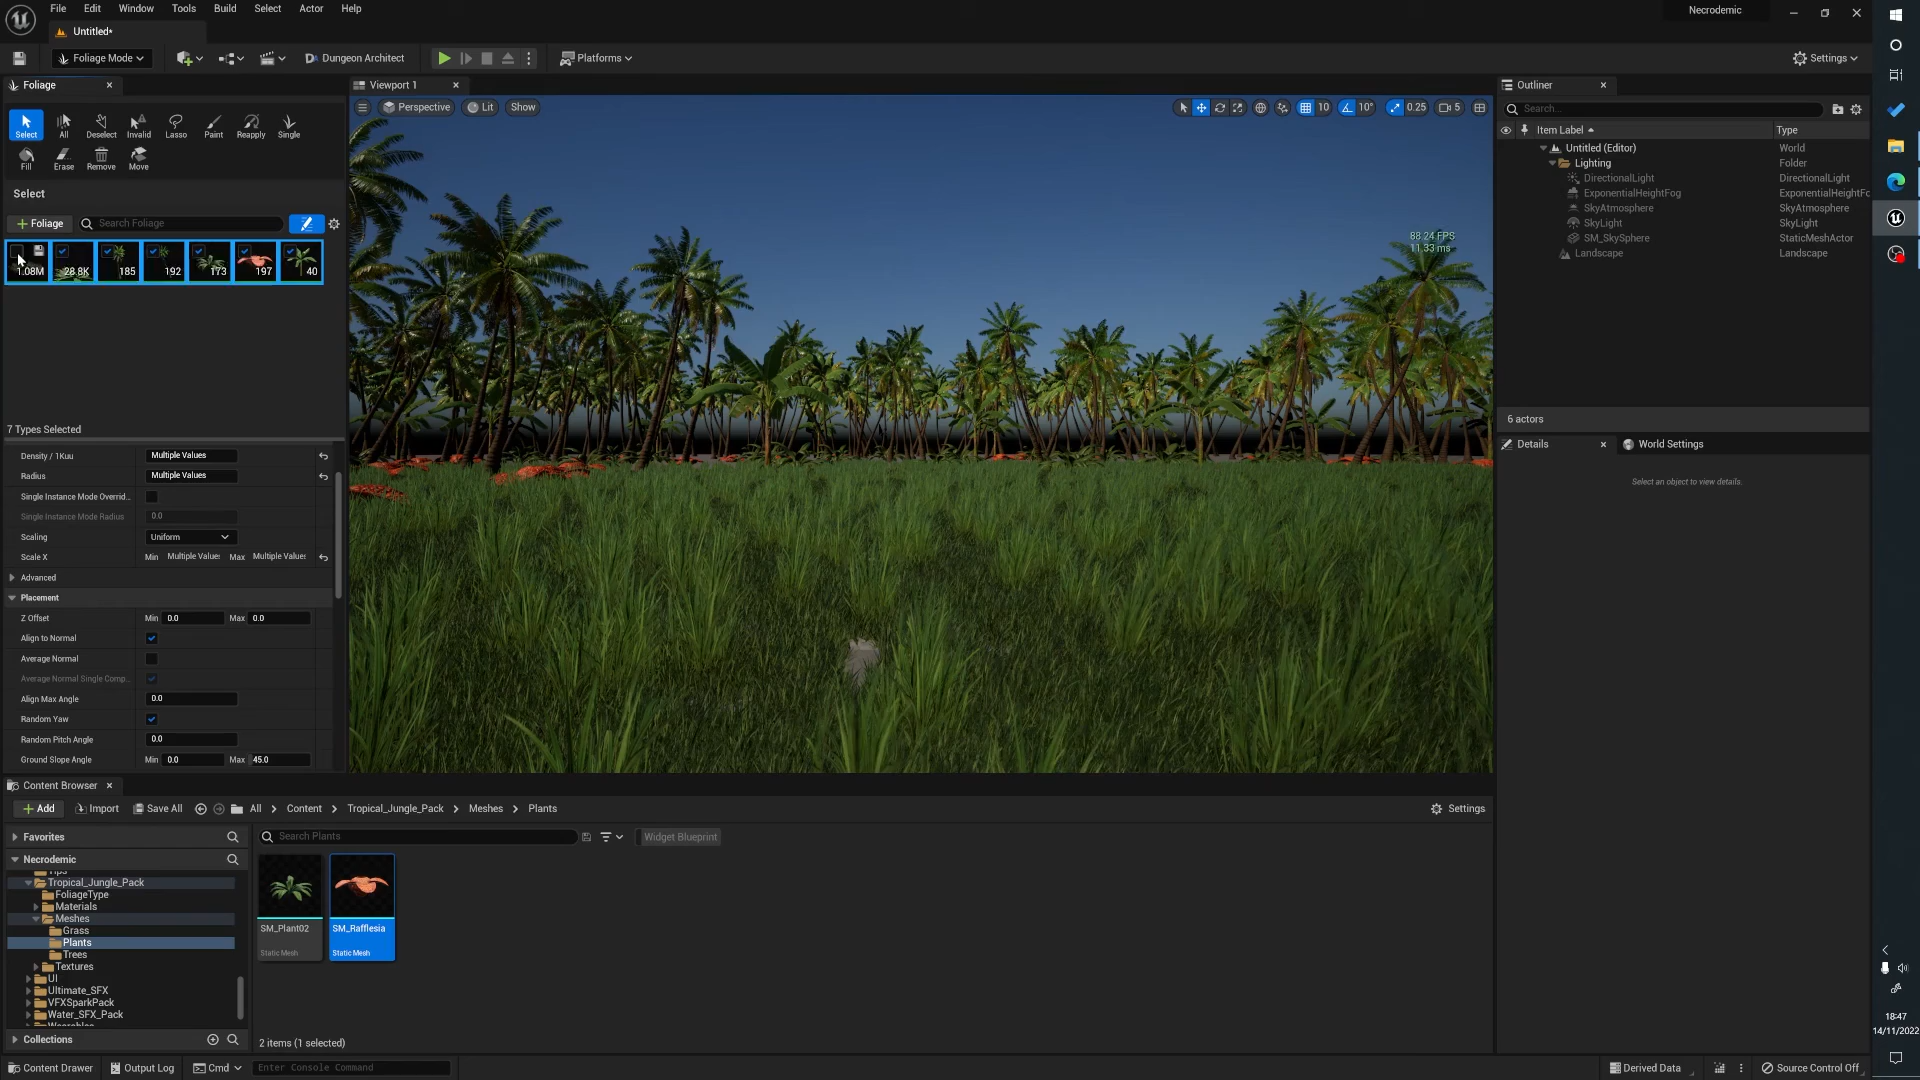 File Edit Window Tools Build Select Actor Help
Necrodemic
Untitled*
Foliage Mode
Dungeon Architect
Platforms
Settings
Foliage
Viewport 1
Outliner
Perspective
Lit
Show
10
10°
0.25
5
Search...
Select
All
Deselect
Invalid
Lasso
Paint
Reapply
Single
Item Label
Type
Fill
Erase
Remove
Move
Untitled (Editor)
World
Lighting
Folder
DirectionalLight
DirectionalLight
ExponentialHeightFog
ExponentialHeightFo
SkyAtmosphere
SkyAtmosphere
SkyLight
SkyLight
SM_SkySphere
StaticMeshActor
Landscape
Landscape
Select
+ Foliage
Search Foliage
1.08M
28.8K
185
192
173
197
40
88.24 FPS
11.33 ms
6 actors
7 Types Selected
Details
World Settings
Select an object to view details.
Density / 1Kuu
Multiple Values
Radius
Multiple Values
Single Instance Mode Overrid...
Single Instance Mode Radius
0.0
Scaling
Uniform
Scale X
Min
Multiple Values
Max
Multiple Values
Advanced
Placement
Z Offset
Min
0.0
Max
0.0
Align to Normal
Average Normal
Average Normal Single Comp...
Align Max Angle
0.0
Random Yaw
Random Pitch Angle
0.0
Ground Slope Angle
Min
0.0
Max
45.0
Content Browser
+ Add
Import
Save All
All > Content > Tropical_Jungle_Pack > Meshes > Plants
Settings
Favorites
Search Plants
Widget Blueprint
Necrodemic
Tropical_Jungle_Pack
FoliageType
Materials
Meshes
Grass
Plants
Trees
Textures
UI
Ultimate_SFX
VFXSparkPack
Water_SFX_Pack
SM_Plant02
Static Mesh
SM_Rafflesia
Static Mesh
Collections
2 items (1 selected)
Content Drawer
Output Log
Cmd
Enter Console Command
Derived Data
Source Control Off
18:47
14/11/2022